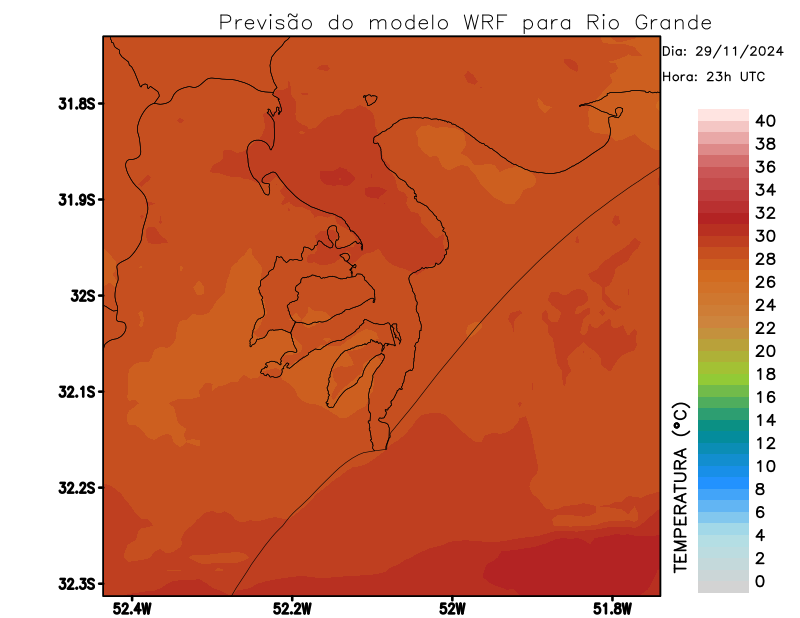 Previsão do modelo WRF para Rio Grande
Dia: 29/11/2024
Hora: 23h UTC
31.8S
31.9S
32S
32.1S
32.2S
32.3S
52.4W
52.2W
52W
51.8W
TEMPERATURA (°C)
40
38
36
34
32
30
28
26
24
22
20
18
16
14
12
10
8
6
4
2
0